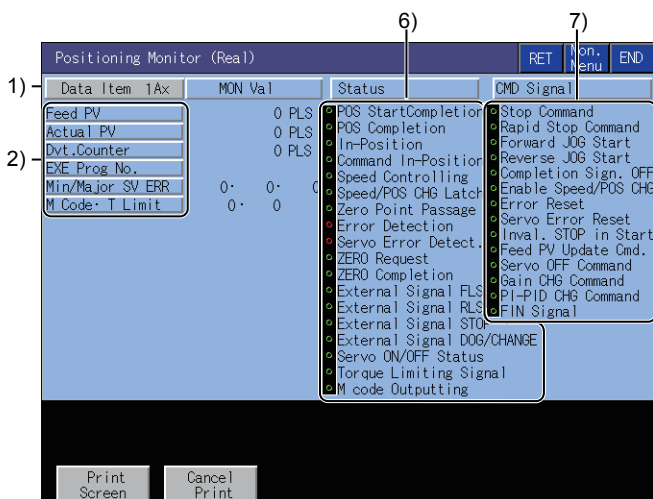 6) 7)
Positioning Monitor (Real) RET Mon. Menu END
1) Data Item 1Ax MON Val Status CMD Signal
2)
Feed PV 0 PLS
Actual PV 0 PLS
Dvt.Counter 0 PLS
EXE Prog No.
Min/Major SV ERR 0· 0· 0
M Code· T Limit 0· 0
POS StartCompletion
POS Completion
In-Position
Command In-Position
Speed Controlling
Speed/POS CHG Latch
Zero Point Passage
Error Detection
Servo Error Detect.
ZERO Request
ZERO Completion
External Signal FLS
External Signal RLS
External Signal STOP
External Signal DOG/CHANGE
Servo ON/OFF Status
Torque Limiting Signal
M code Outputting
Stop Command
Rapid Stop Command
Forward JOG Start
Reverse JOG Start
Completion Sign. OFF
Enable Speed/POS CHG
Error Reset
Servo Error Reset
Inval. STOP in Start
Feed PV Update Cmd.
Servo OFF Command
Gain CHG Command
PI-PID CHG Command
FIN Signal
Print Screen
Cancel Print